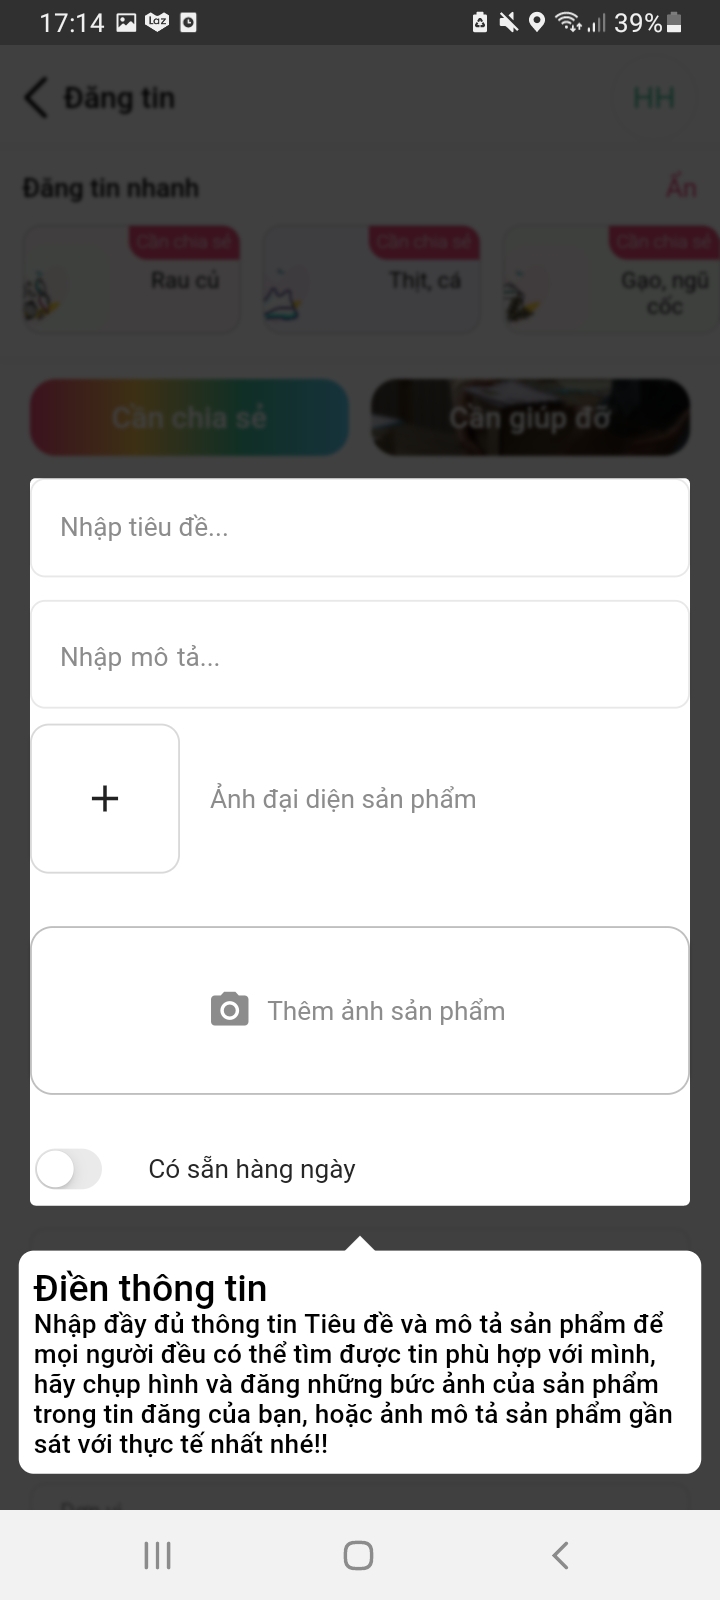 17:14
Laz
39%
Đăng tin
HH
Đăng tin nhanh
Ẩn
Cần chia sẻ
Cần chia sẻ
Cần chia sẻ
Rau củ
Thịt, cá
Gạo, ngũ
cốc
Cần chia sẻ
Cần giúp đỡ
Nhập tiêu đề...
Nhập mô tả...
Ảnh đại diện sản phẩm
Thêm ảnh sản phẩm
Có sẵn hàng ngày
Điền thông tin
Nhập đầy đủ thông tin Tiêu đề và mô tả sản phẩm để
mọi người đều có thể tìm được tin phù hợp với mình,
hãy chụp hình và đăng những bức ảnh của sản phẩm
trong tin đăng của bạn, hoặc ảnh mô tả sản phẩm gần
sát với thực tế nhất nhé!!